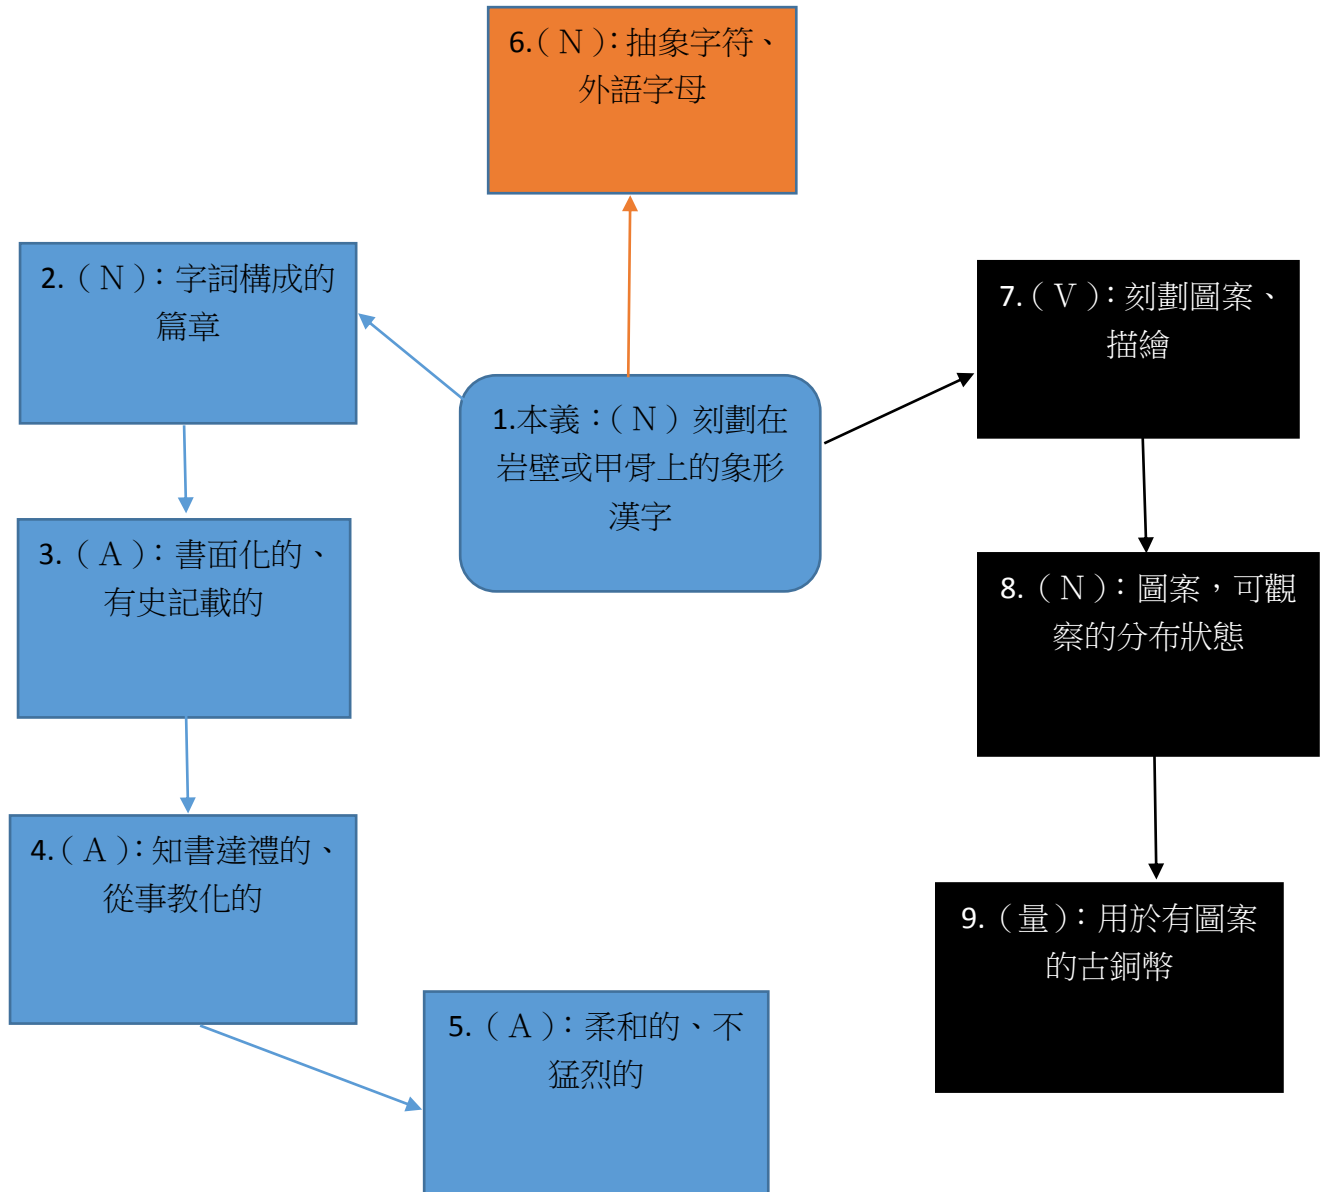 6.（Ｎ）：抽象字符、
外語字母
2.（Ｎ）：字詞構成的
篇章
7.（Ｖ）：刻劃圖案、
描繪
1.本義：（Ｎ）刻劃在
岩壁或甲骨上的象形
漢字
3.（Ａ）：書面化的、
有史記載的
8.（Ｎ）：圖案，可觀
察的分布狀態
4.（Ａ）：知書達禮的、
從事教化的
9.（量）：用於有圖案
的古銅幣
5.（Ａ）：柔和的、不
猛烈的